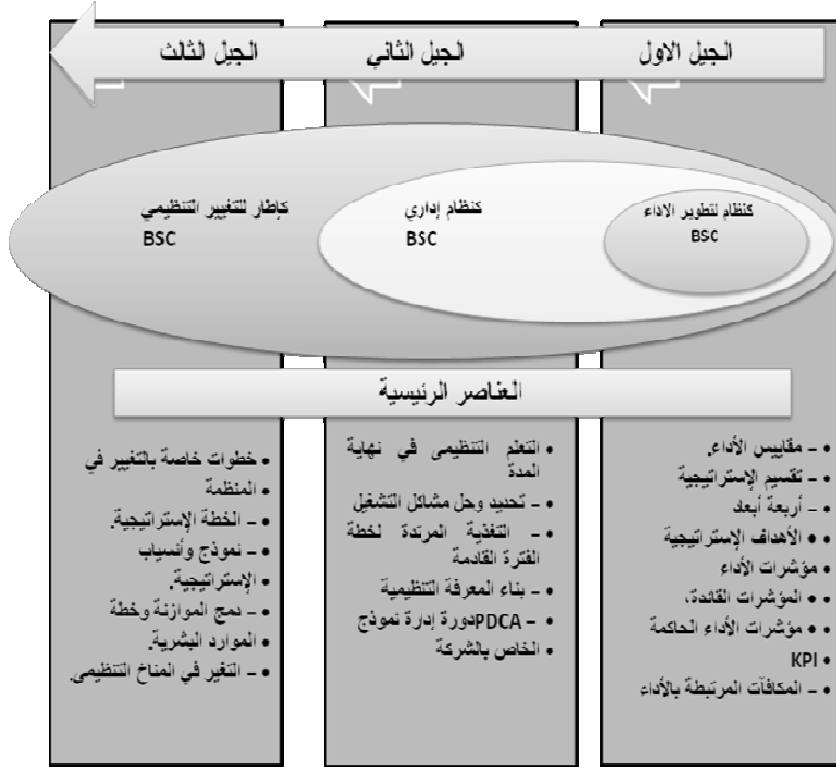 الجيل الاول
الجيل الثاني
الجيل الثالث
كنظام لتطوير الاداء
BSC
كنظام إداري
BSC
كإطار للتغيير التنظيمي
BSC
العناصر الرئيسية
• – مقاييس الأداء.
• – تقسيم الإستراتيجية
• – أربعة أبعاد
• • الأهداف الإستراتيجية
• مؤشرات الأداء
• • المؤشرات القائدة،
• • مؤشرات الأداء الحاكمة
• KPI
• – المكافآت المرتبطة بالأداء
• التعلم التنظيمى في نهاية
المدة
• – تحديد وحل مشاكل التشغيل
• – التغذية المرتدة لخطة
الفترة القادمة
• – بناء المعرفة التنظيمية
• – PDCAدورة إدارة نموذج
• الخاص بالشركة
• خطوات خاصة بالتغيير في
• المنظمة
• – الخطة الإستراتيجية.
• – نموذج وأنسياب
• الإستراتيجية.
• – دمج الموازنة وخطة
• الموارد البشرية.
• – التغير في المناخ التنظيمى.